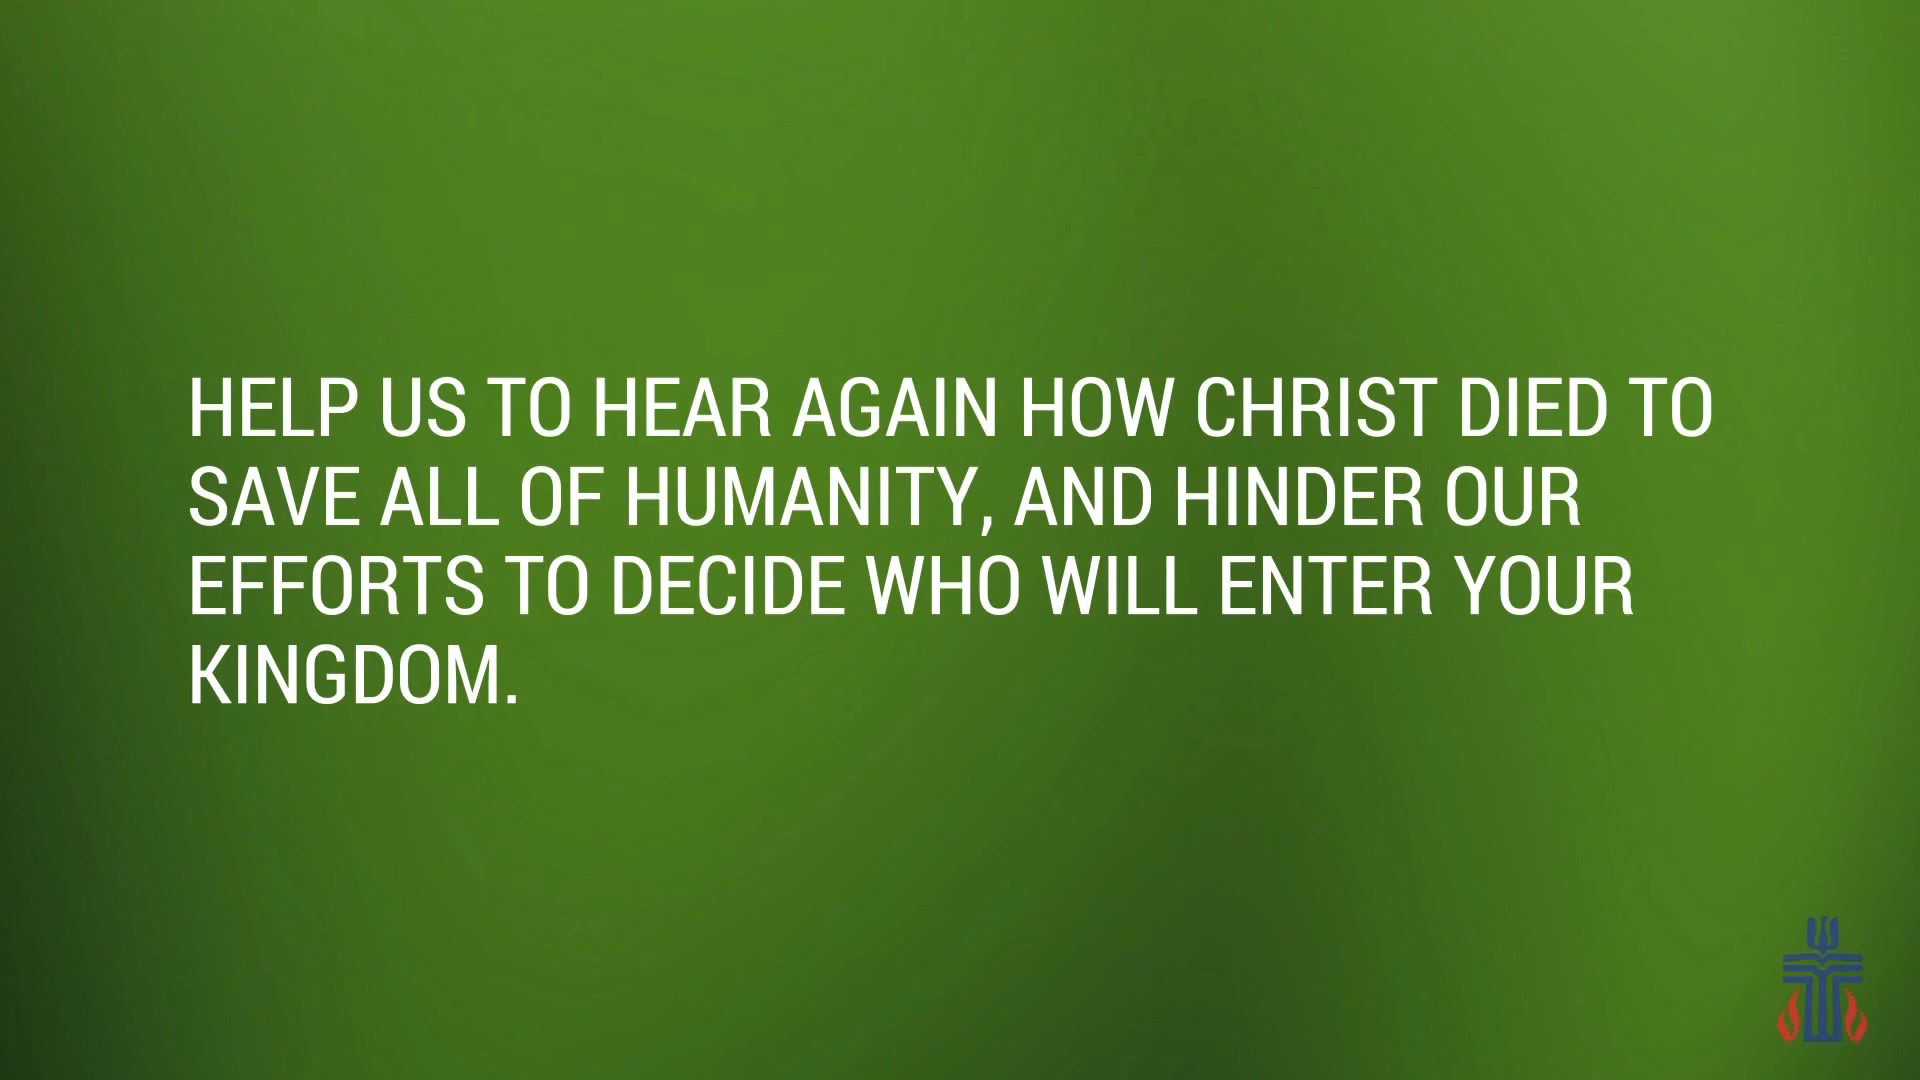 HELP US TO HEAR AGAIN HOW CHRIST DIED TO
SAVE ALL OF HUMANITY, AND HINDER OUR
EFFORTS TO DECIDE WHO WILL ENTER YOUR
KINGDOM.